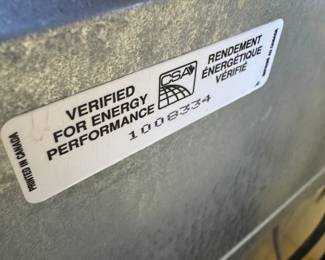 VERIFIED
FOR ENERGY
PERFORMANCE
CSA
RENDEMENT
ÉNERGÉTIQUE
VÉRIFIÉ
1008334
PRINTED IN CANADA